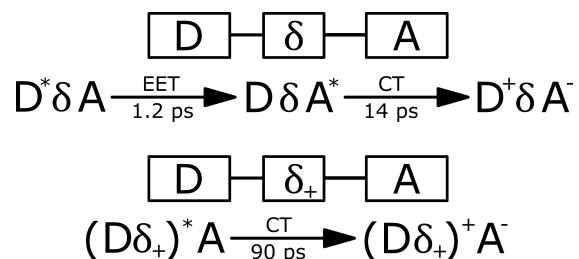 D δ A
D*δA EET 1.2 ps DδA* CT 14 ps D⁺δA⁻
D δ₊ A
(Dδ₊)*A CT 90 ps (Dδ₊)⁺A⁻